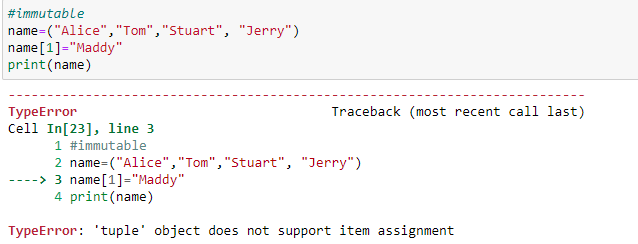 #immutable
name=("Alice","Tom","Stuart", "Jerry")
name[1]="Maddy"
print(name)
---------------------------------------------------------------------------
TypeError                                 Traceback (most recent call last)
Cell In[23], line 3
      1 #immutable
      2 name=("Alice","Tom","Stuart", "Jerry")
----> 3 name[1]="Maddy"
      4 print(name)
TypeError: 'tuple' object does not support item assignment